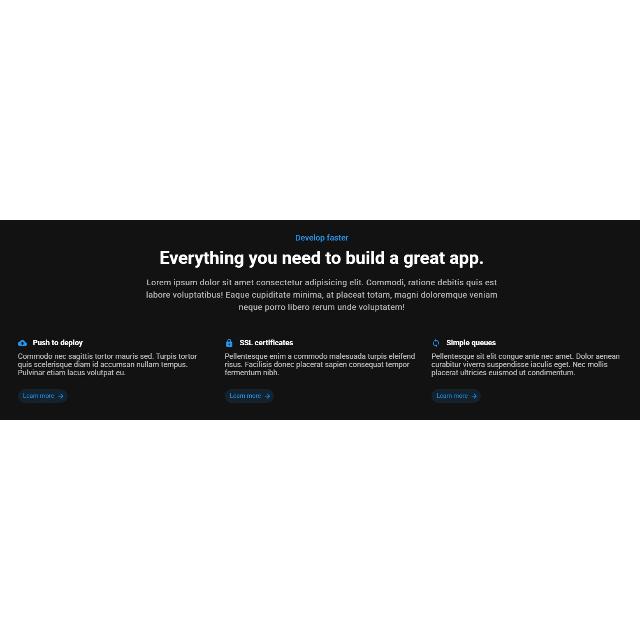 Develop faster
Everything you need to build a great app.
Lorem ipsum dolor sit amet consectetur adipisicing elit. Commodi, ratione debitis quis est
labore voluptatibus! Eaque cupiditate minima, at placeat totam, magni doloremque veniam
neque porro libero rerum unde voluptatem!
Push to deploy
Commodo nec sagittis tortor mauris sed. Turpis tortor
quis scelerisque diam id accumsan nullam tempus.
Pulvinar etiam lacus volutpat eu.
Learn more
SSL certificates
Pellentesque enim a commodo malesuada turpis eleifend
risus. Facilisis donec placerat sapien consequat tempor
fermentum nibh.
Learn more
Simple queues
Pellentesque sit elit congue ante nec amet. Dolor aenean
curabitur viverra suspendisse iaculis eget. Nec mollis
placerat ultricies euismod ut condimentum.
Learn more